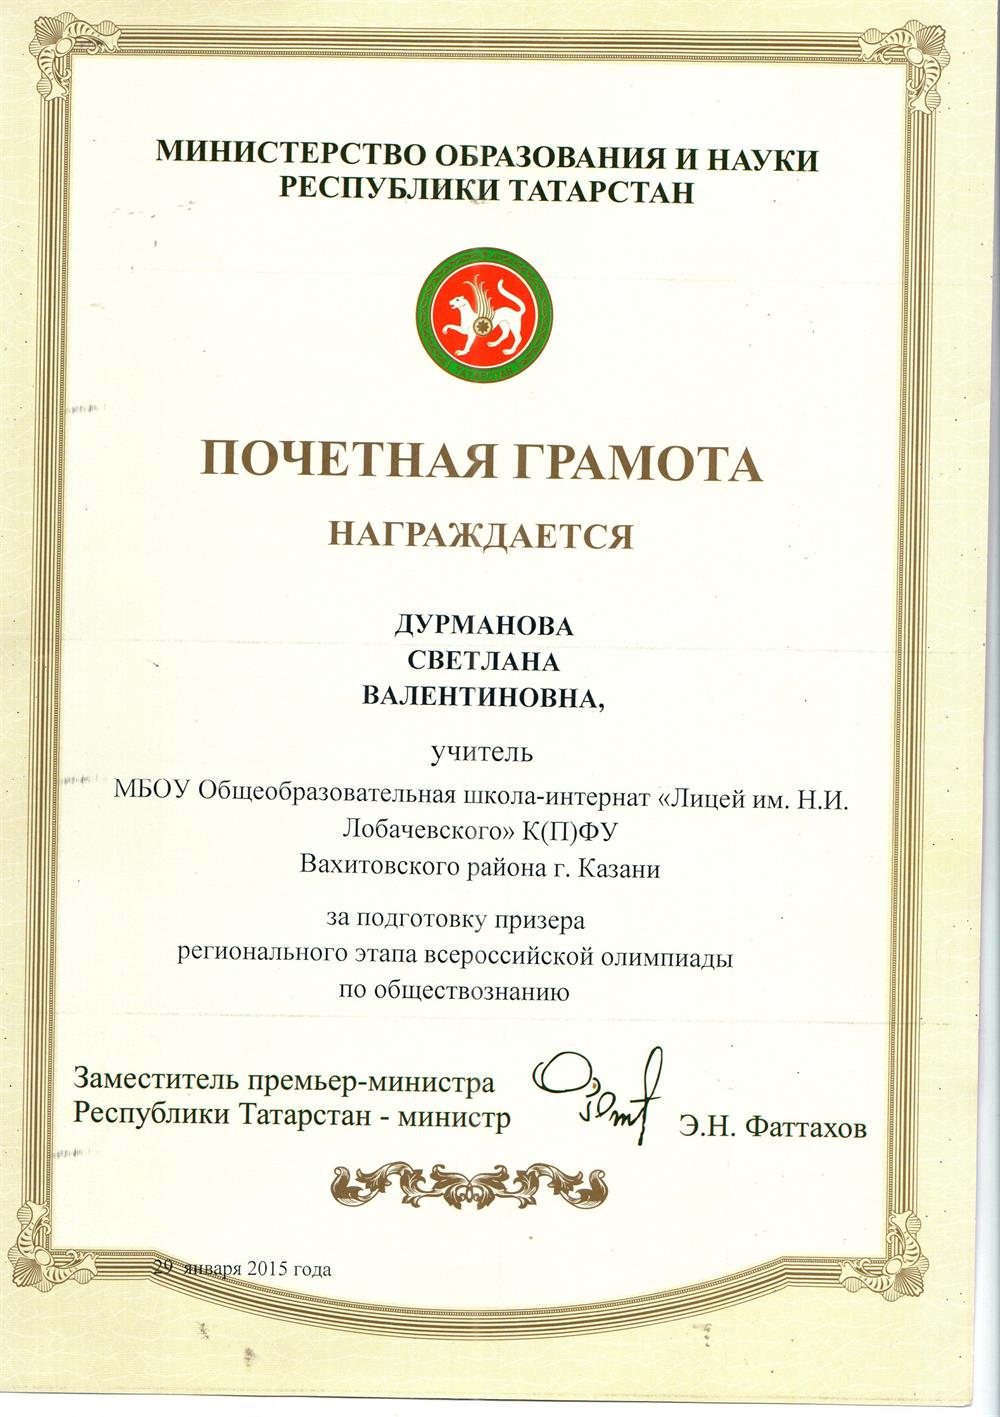 МИНИСТЕРСТВО ОБРАЗОВАНИЯ И НАУКИ
РЕСПУБЛИКИ ТАТАРСТАН
ТАТАРСТАН
ПОЧЕТНАЯ ГРАМОТА
НАГРАЖДАЕТСЯ
ДУРМАНОВА
СВЕТЛАНА
ВАЛЕНТИНОВНА,
учитель
МБОУ Общеобразовательная школа-интернат «Лицей им. Н.И.
Лобачевского» К(П)ФУ
Вахитовского района г. Казани
за подготовку призера
регионального этапа всероссийской олимпиады
по обществознанию
Заместитель премьер-министра
Республики Татарстан - министр
Э.Н. Фаттахов
29 января 2015 года